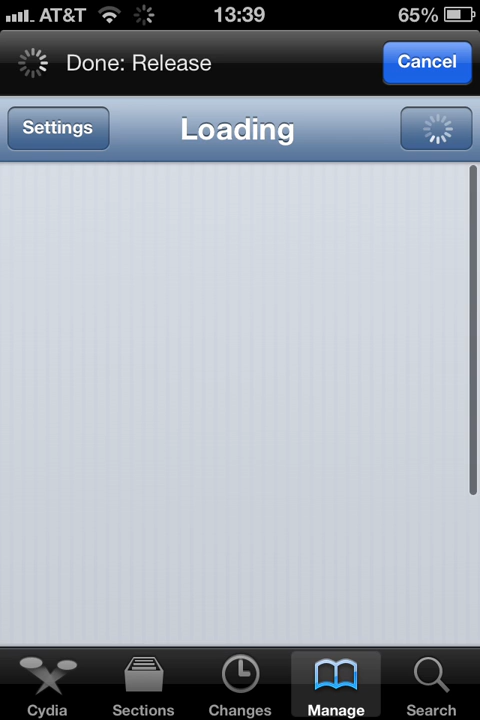 AT&T 13:39 65%
Done: Release Cancel
Settings Loading
Cydia Sections Changes Manage Search